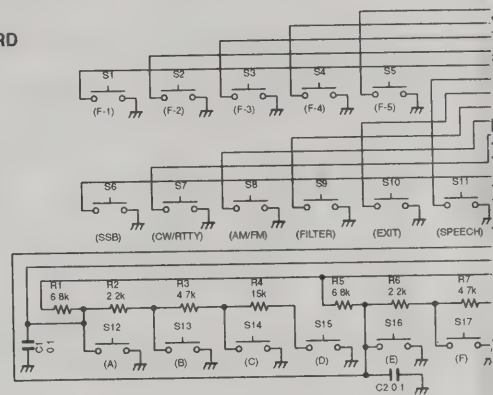 RD
S1 S2 S3 S4 S5
(F-1) (F-2) (F-3) (F-4) (F-5)
S6 S7 S8 S9 S10 S11
(SSB) (CW/RTTY) (AM/FM) (FILTER) (EXIT) (SPEECH)
R1 R2 R3 R4 R5 R6 R7
6.8k 2.2k 4.7k 15k 6.8k 2.2k 4.7k
S12 S13 S14 S15 S16 S17
(A) (B) (C) (D) (E) (F)
C1
0.1
C2 0.1